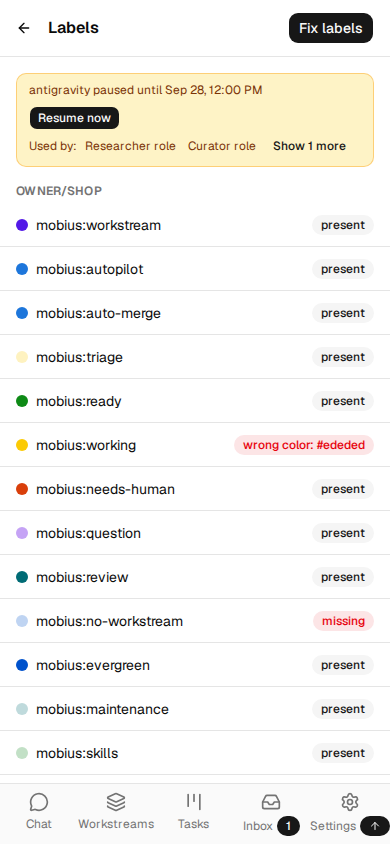 Labels
Fix labels
antigravity paused until Sep 28, 12:00 PM
Resume now
Used by: Researcher role Curator role Show 1 more
OWNER/SHOP
mobius:workstream present
mobius:autopilot present
mobius:auto-merge present
mobius:triage present
mobius:ready present
mobius:working wrong color: #ededed
mobius:needs-human present
mobius:question present
mobius:review present
mobius:no-workstream missing
mobius:evergreen present
mobius:maintenance present
mobius:skills present
Chat Workstreams Tasks Inbox 1 Settings